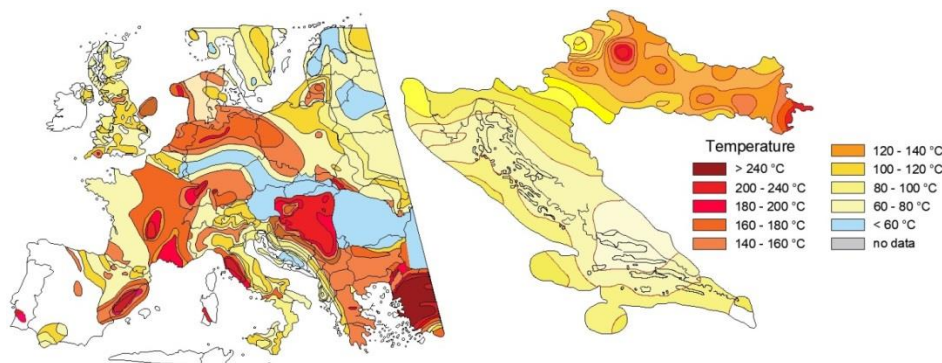 Temperature
> 240 °C
200 - 240 °C
180 - 200 °C
160 - 180 °C
140 - 160 °C
120 - 140 °C
100 - 120 °C
80 - 100 °C
60 - 80 °C
< 60 °C
no data